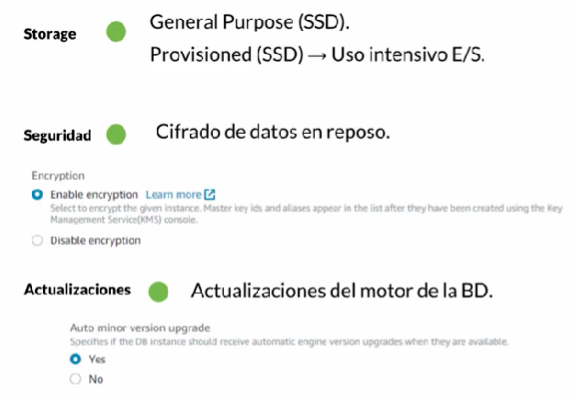 Storage
General Purpose (SSD).
Provisioned (SSD) → Uso intensivo E/S.
Seguridad
Cifrado de datos en reposo.
Encryption
Enable encryption Learn more
Select to encrypt the given instance. Master key ids and aliases appear in the list after they have been created using the Key
Management Service(KMS) console.
Disable encryption
Actualizaciones
Actualizaciones del motor de la BD.
Auto minor version upgrade
Specifies if the DB instance should receive automatic engine version upgrades when they are available.
Yes
No